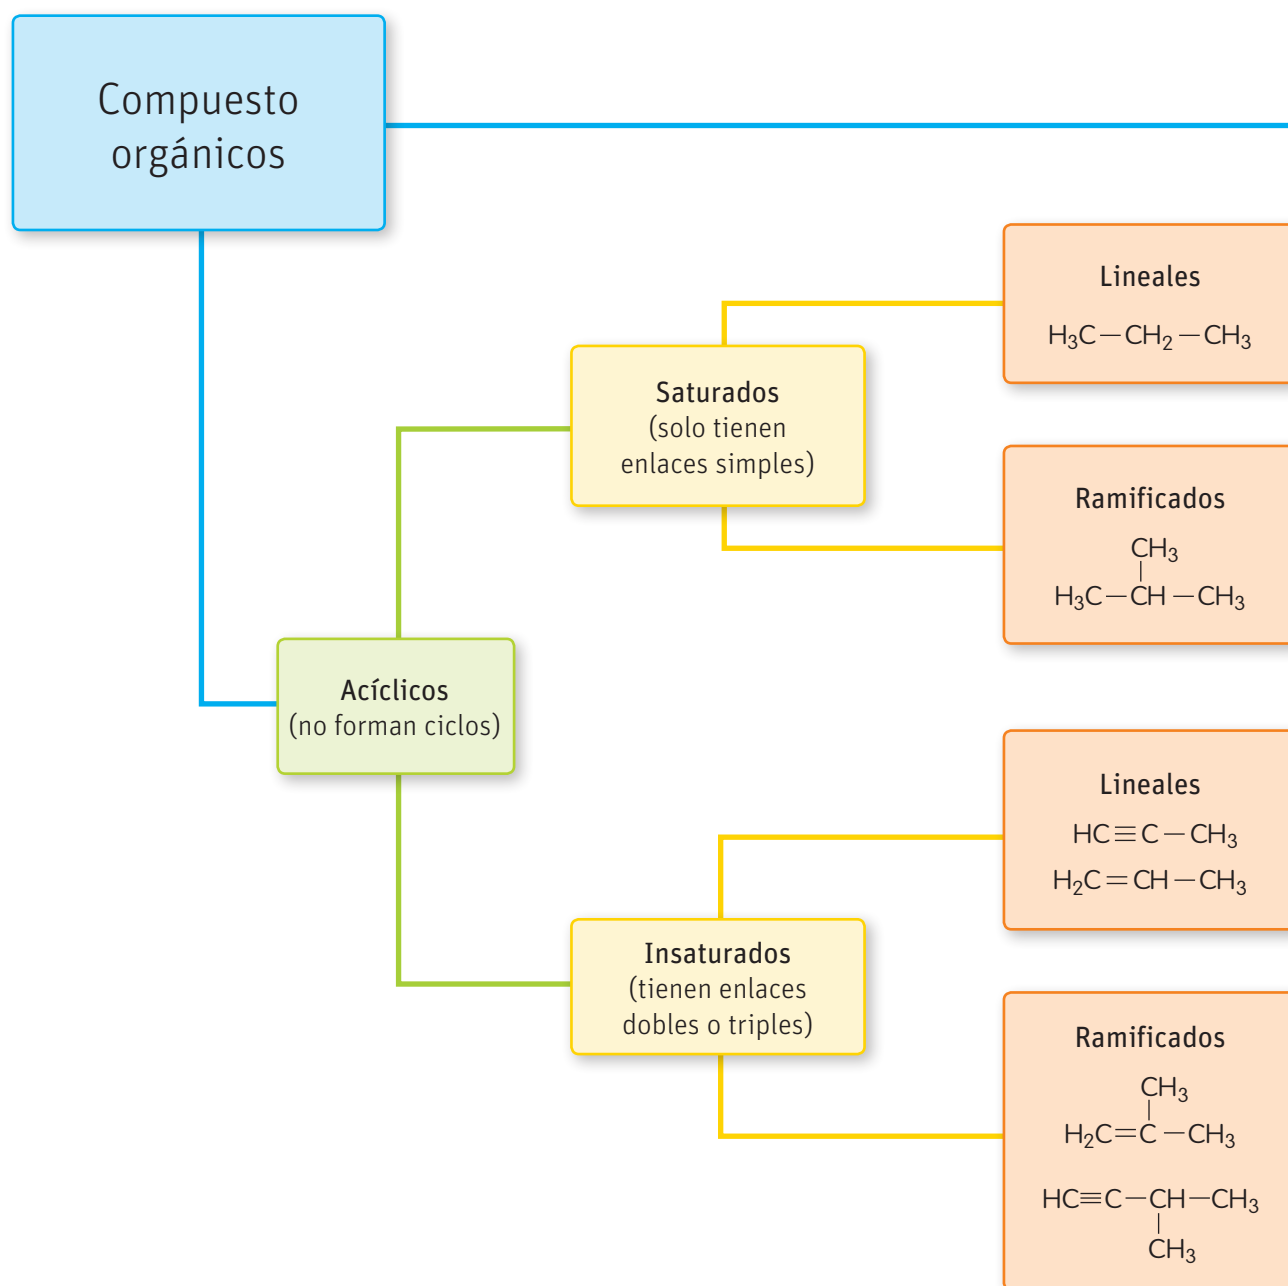 Compuesto
orgánicos
Lineales
H₃C—CH₂—CH₃
Saturados
(solo tienen
enlaces simples)
Ramificados
CH₃
|
H₃C—CH—CH₃
Acíclicos
(no forman ciclos)
Lineales
HC≡C—CH₃
H₂C=CH—CH₃
Insaturados
(tienen enlaces
dobles o triples)
Ramificados
CH₃
|
H₂C=C—CH₃
HC≡C—CH—CH₃
|
CH₃